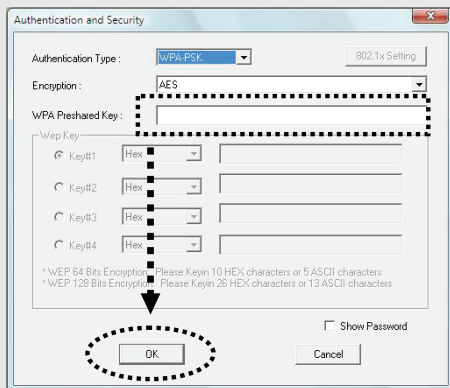 Authentication and Security
Authentication Type : WPA-PSK 802.1x Setting
Encryption : AES
WPA Preshared Key :
Wep Key
Key#1 Hex
Key#2 Hex
Key#3 Hex
Key#4 Hex
* WEP 64 Bits Encryption: Please Keyin 10 HEX characters or 5 ASCII characters
* WEP 128 Bits Encryption: Please Keyin 26 HEX characters or 13 ASCII characters
Show Password
OK Cancel